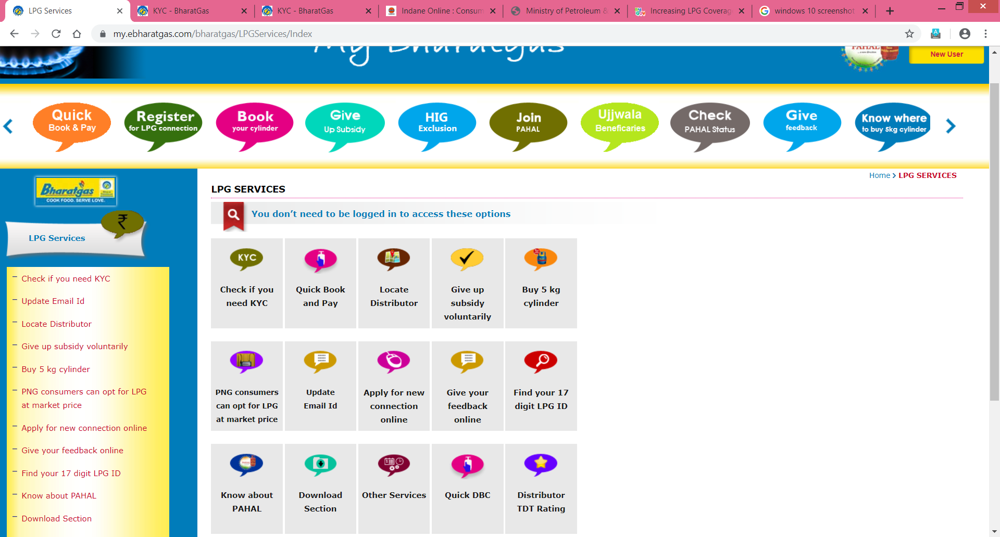 LPG Services
KYC - BharatGas
KYC - BharatGas
Indane Online : Consum
Ministry of Petroleum &
Increasing LPG Coverag
windows 10 screenshot
my.ebharatgas.com/bharatgas/LPGServices/Index
My Bharatgas
PAHAL
New User
Quick
Book & Pay
Register
for LPG connection
Book
your cylinder
Give
Up Subsidy
HIG
Exclusion
Join
PAHAL
Ujjwala
Beneficaries
Check
PAHAL Status
Give
feedback
Know where
to buy 5kg cylinder
Home > LPG SERVICES
Bharatgas
COOK FOOD. SERVE LOVE.
₹
LPG Services
Check if you need KYC
Update Email Id
Locate Distributor
Give up subsidy voluntarily
Buy 5 kg cylinder
PNG consumers can opt for LPG
at market price
Apply for new connection online
Give your feedback online
Find your 17 digit LPG ID
Know about PAHAL
Download Section
LPG SERVICES
You don’t need to be logged in to access these options
KYC
Check if you
need KYC
Quick Book
and Pay
Locate
Distributor
Give up
subsidy
voluntarily
Buy 5 kg
cylinder
PNG consumers
can opt for LPG
at market price
Update
Email Id
Apply for new
connection
online
Give your
feedback
online
Find your 17
digit LPG ID
Know about
PAHAL
Download
Section
Other Services
Quick DBC
Distributor
TDT Rating